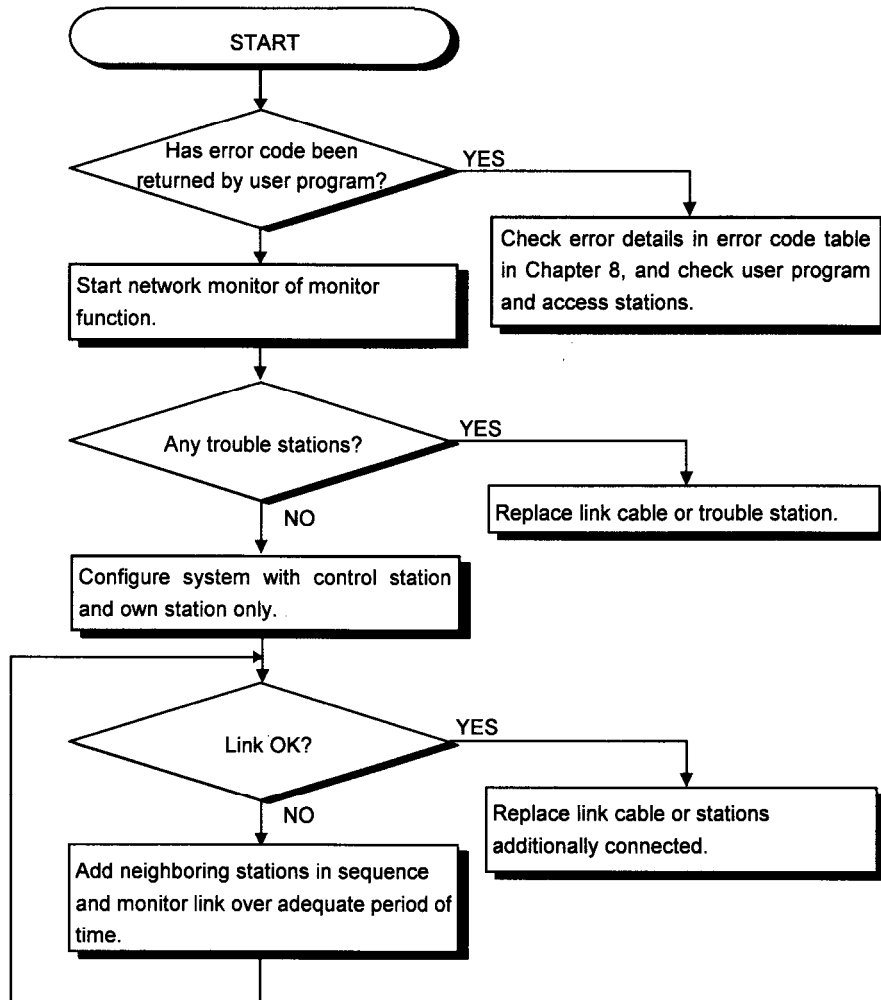 START
Has error code been
returned by user program?
YES
Check error details in error code table
in Chapter 8, and check user program
and access stations.
Start network monitor of monitor
function.
Any trouble stations?
YES
Replace link cable or trouble station.
NO
Configure system with control station
and own station only.
Link OK?
YES
Replace link cable or stations
additionally connected.
NO
Add neighboring stations in sequence
and monitor link over adequate period of
time.